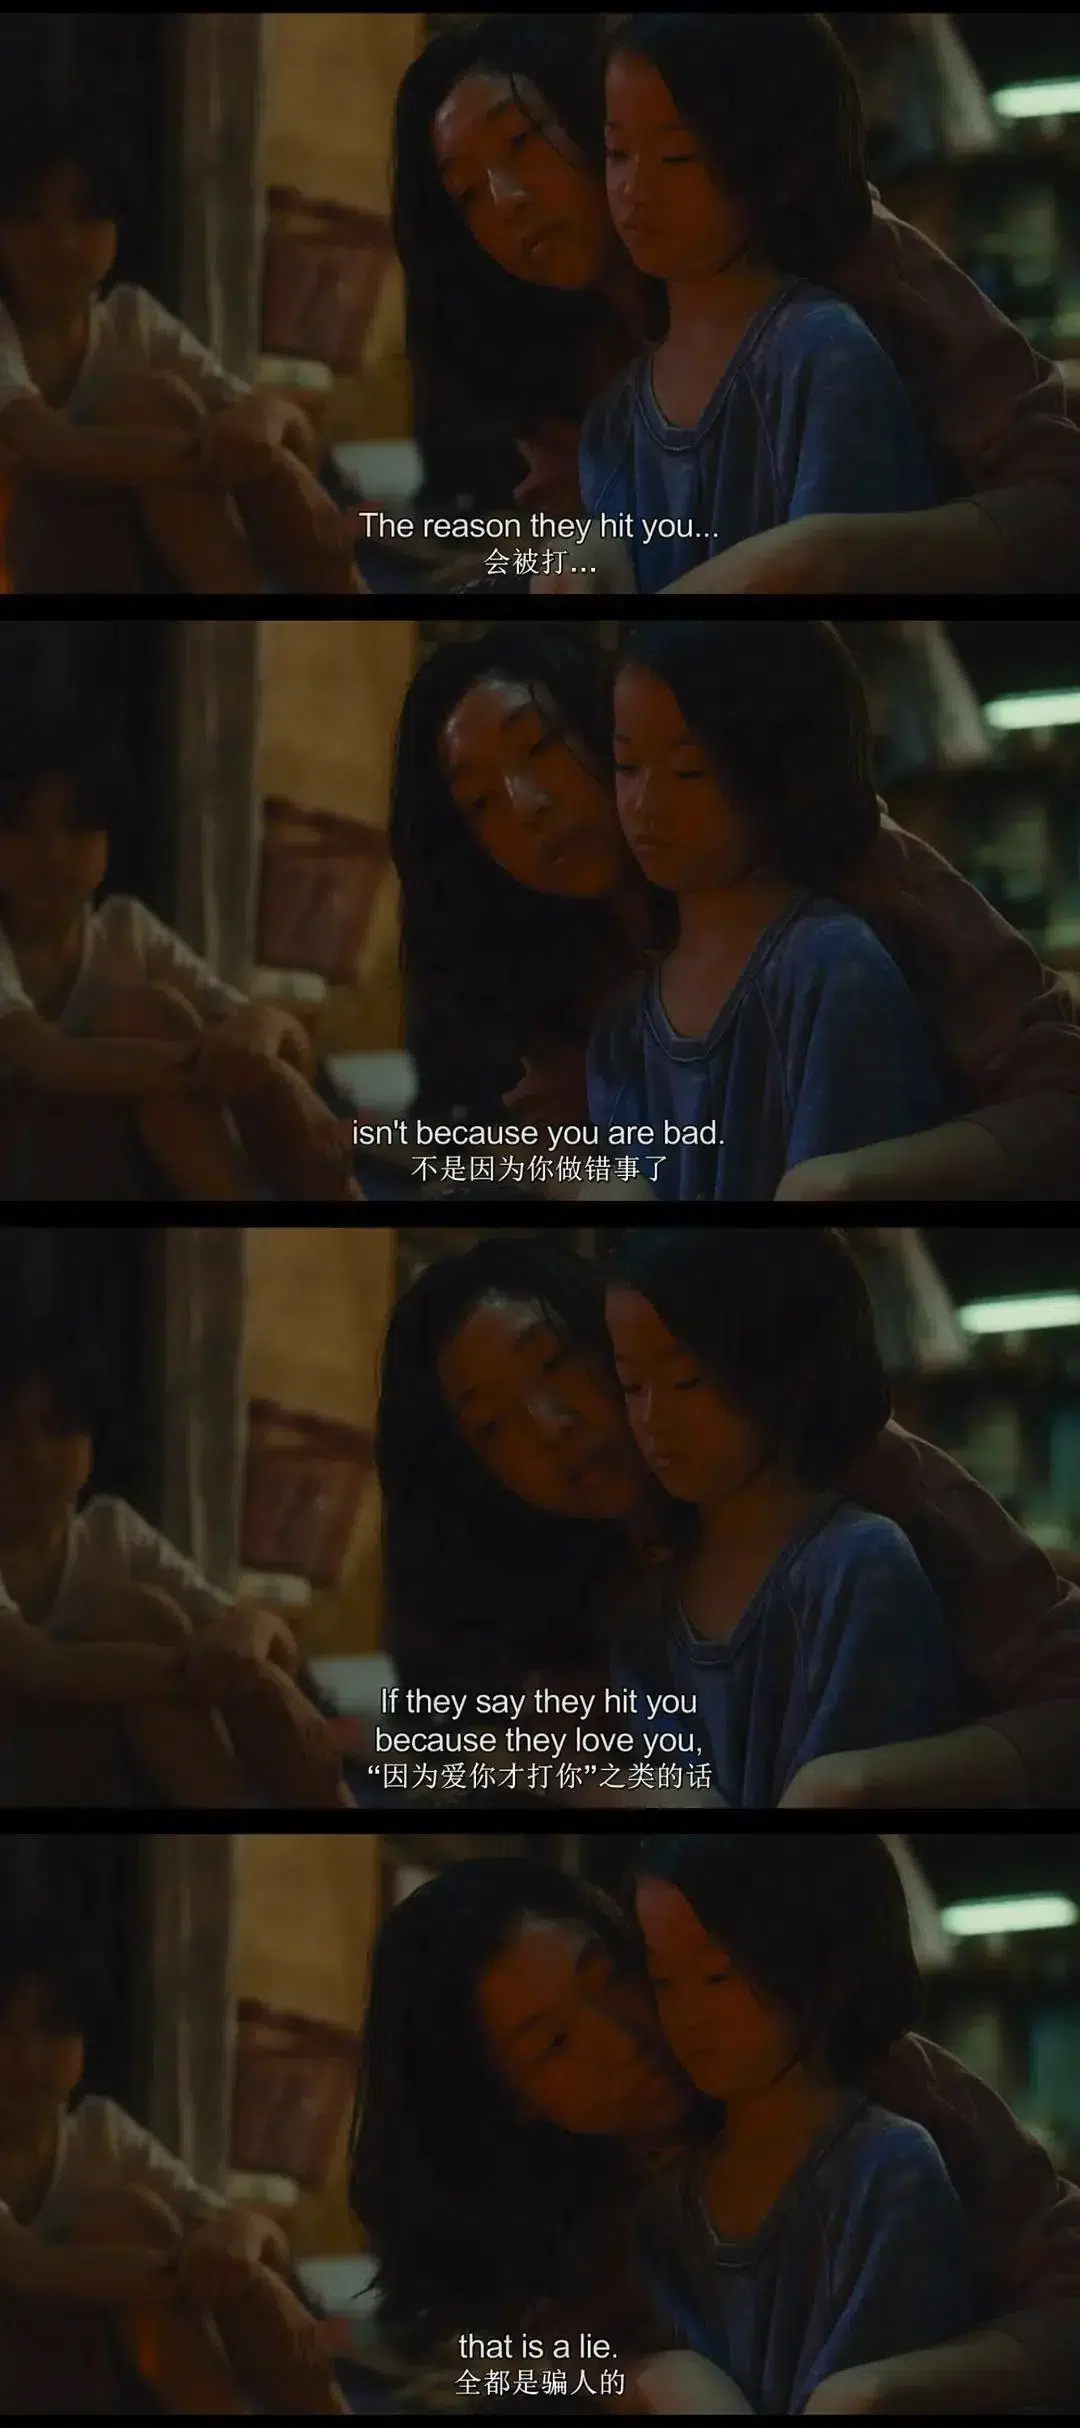 The reason they hit you...
会被打...
isn't because you are bad.
不是因为你做错事了
If they say they hit you
because they love you,
“因为爱你才打你”之类的话
that is a lie.
全都是骗人的